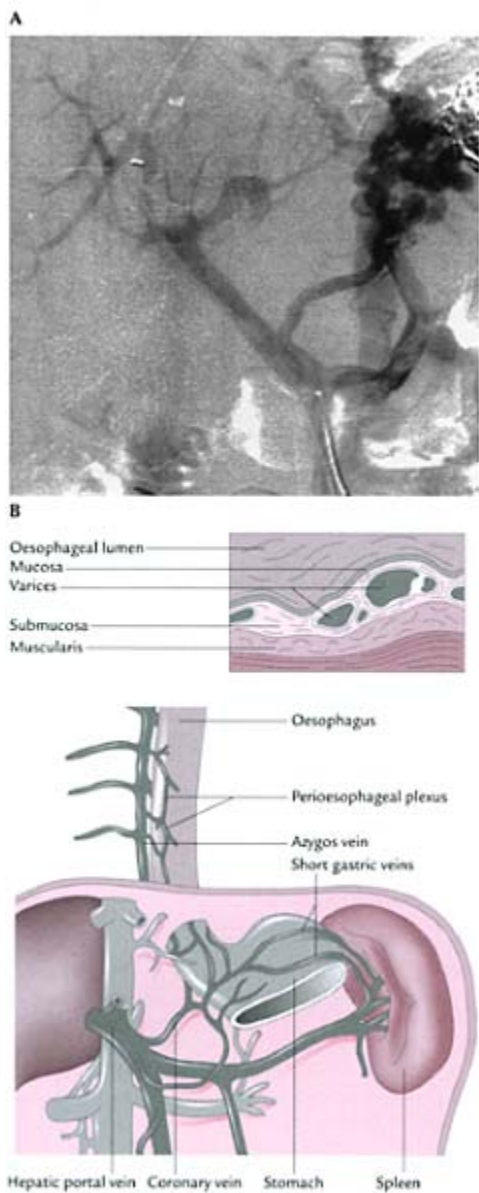 A
B
Oesophageal lumen
Mucosa
Varices
Submucosa
Muscularis
Oesophagus
Perioesophageal plexus
Azygos vein
Short gastric veins
Hepatic portal vein Coronary vein Stomach Spleen